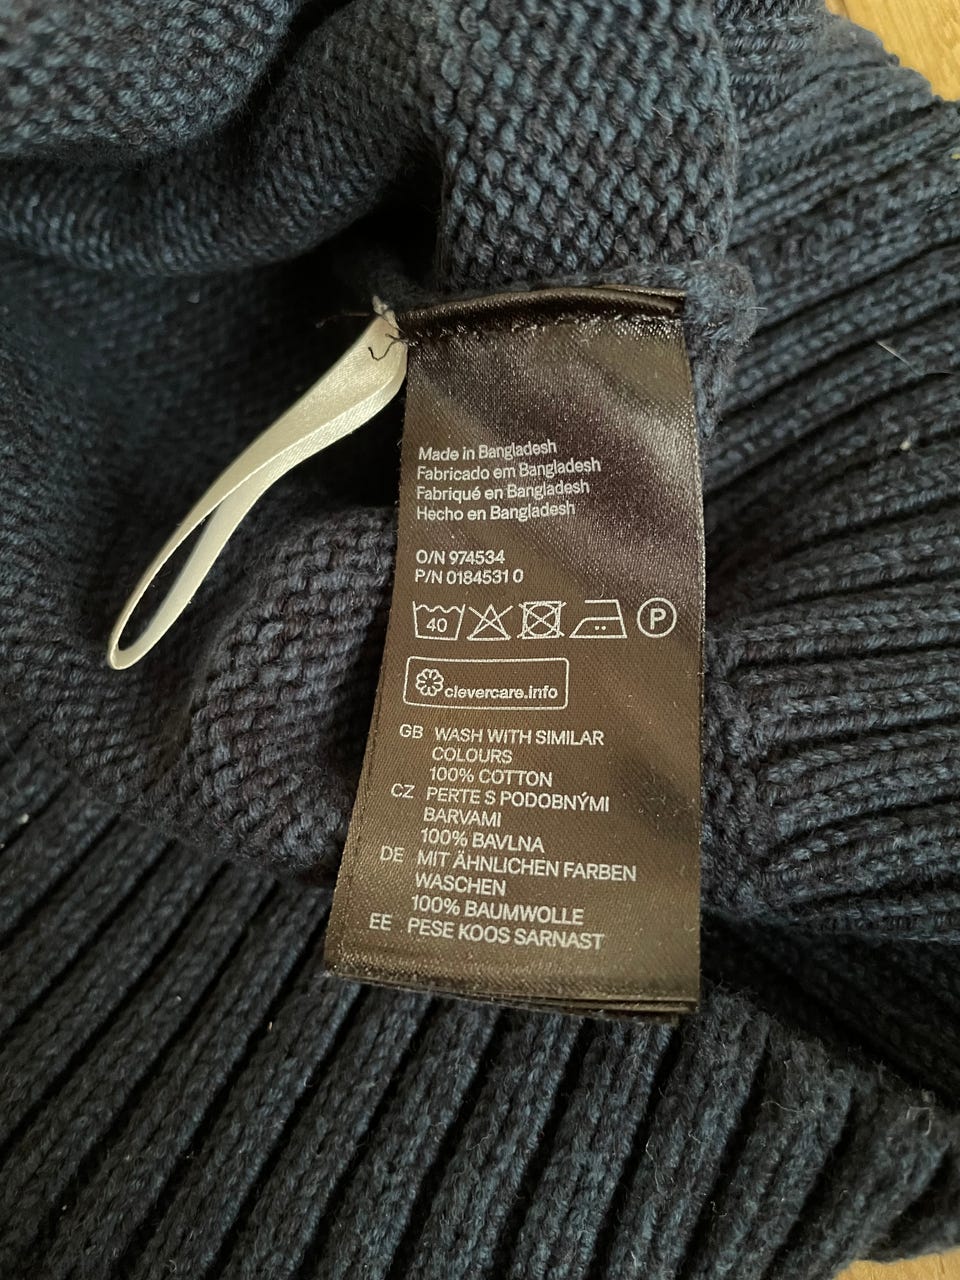 Made in Bangladesh
Fabricado em Bangladesh
Fabriqué en Bangladesh
Hecho en Bangladesh
O/N 974534
P/N 0184531 0
40 P
clevercare.info
GB WASH WITH SIMILAR
COLOURS
100% COTTON
CZ PERTE S PODOBNÝMI
BARVAMI
100% BAVLNA
DE MIT ÄHNLICHEN FARBEN
WASCHEN
100% BAUMWOLLE
EE PESE KOOS SARNAST